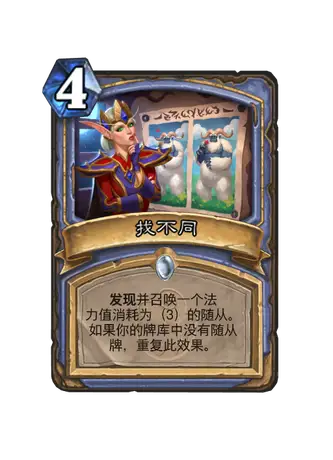 4
找不同
发现并召唤一个法
力值消耗为（3）的随从。
如果你的牌库中没有随从
牌，重复此效果。